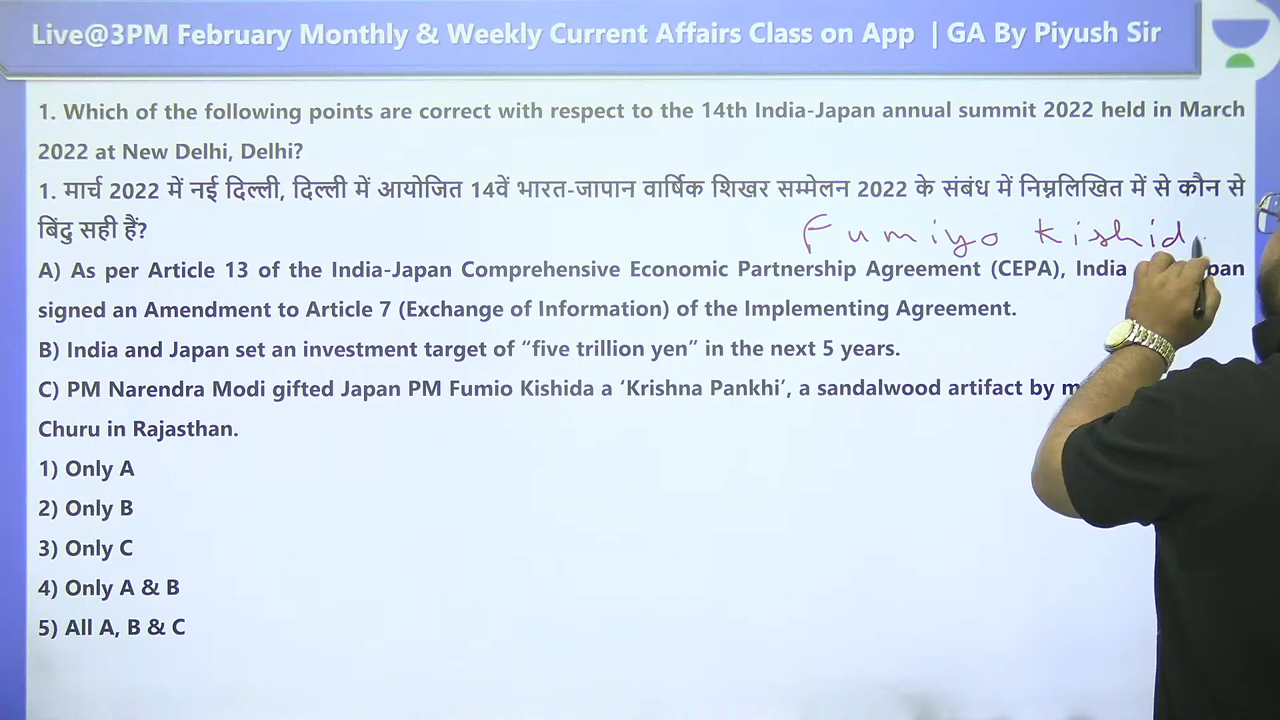 Live@3PM February Monthly & Weekly Current Affairs Class on App | GA By Piyush Sir
1. Which of the following points are correct with respect to the 14th India-Japan annual summit 2022 held in March
2022 at New Delhi, Delhi?
1. मार्च 2022 में नई दिल्ली, दिल्ली में आयोजित 14वें भारत-जापान वार्षिक शिखर सम्मेलन 2022 के संबंध में निम्नलिखित में से कौन से
बिंदु सही हैं?
Fumiyo Kishid
A) As per Article 13 of the India-Japan Comprehensive Economic Partnership Agreement (CEPA), India
signed an Amendment to Article 7 (Exchange of Information) of the Implementing Agreement.
B) India and Japan set an investment target of “five trillion yen” in the next 5 years.
C) PM Narendra Modi gifted Japan PM Fumio Kishida a ‘Krishna Pankhi’, a sandalwood artifact by
Churu in Rajasthan.
1) Only A
2) Only B
3) Only C
4) Only A & B
5) All A, B & C